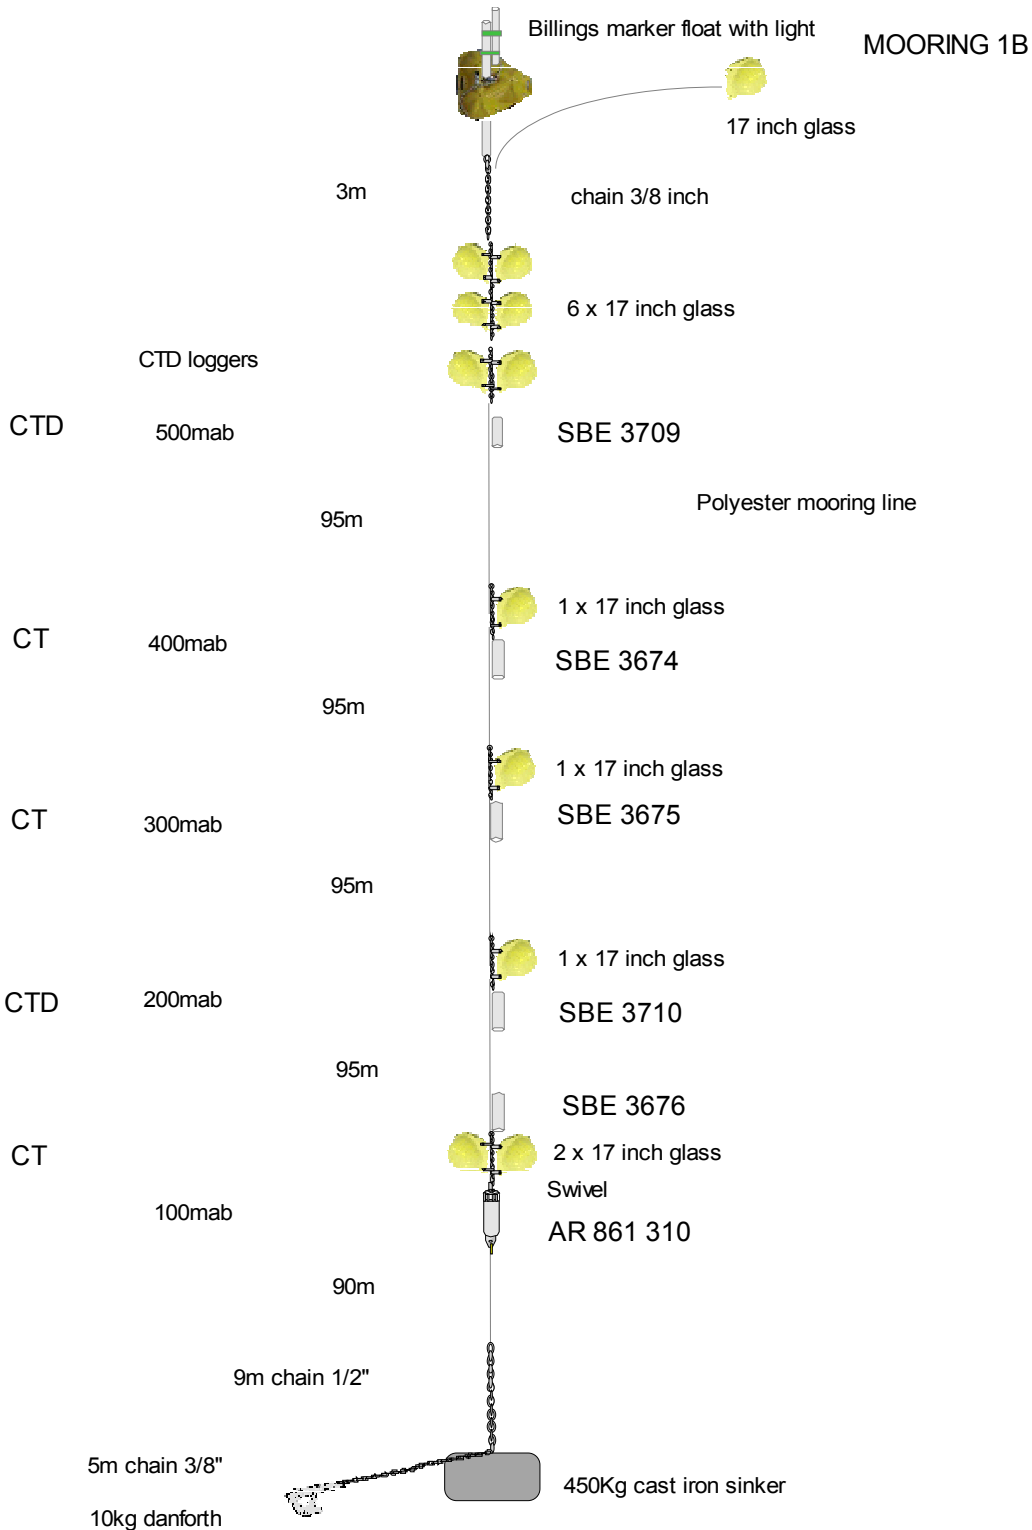 Billings marker float with light
MOORING 1B
17 inch glass
3m
chain 3/8 inch
6 x 17 inch glass
CTD loggers
CTD
500mab
SBE 3709
Polyester mooring line
95m
1 x 17 inch glass
CT
400mab
SBE 3674
95m
1 x 17 inch glass
CT
300mab
SBE 3675
95m
1 x 17 inch glass
CTD
200mab
SBE 3710
95m
SBE 3676
CT
2 x 17 inch glass
Swivel
100mab
AR 861 310
90m
9m chain 1/2"
5m chain 3/8"
450Kg cast iron sinker
10kg danforth